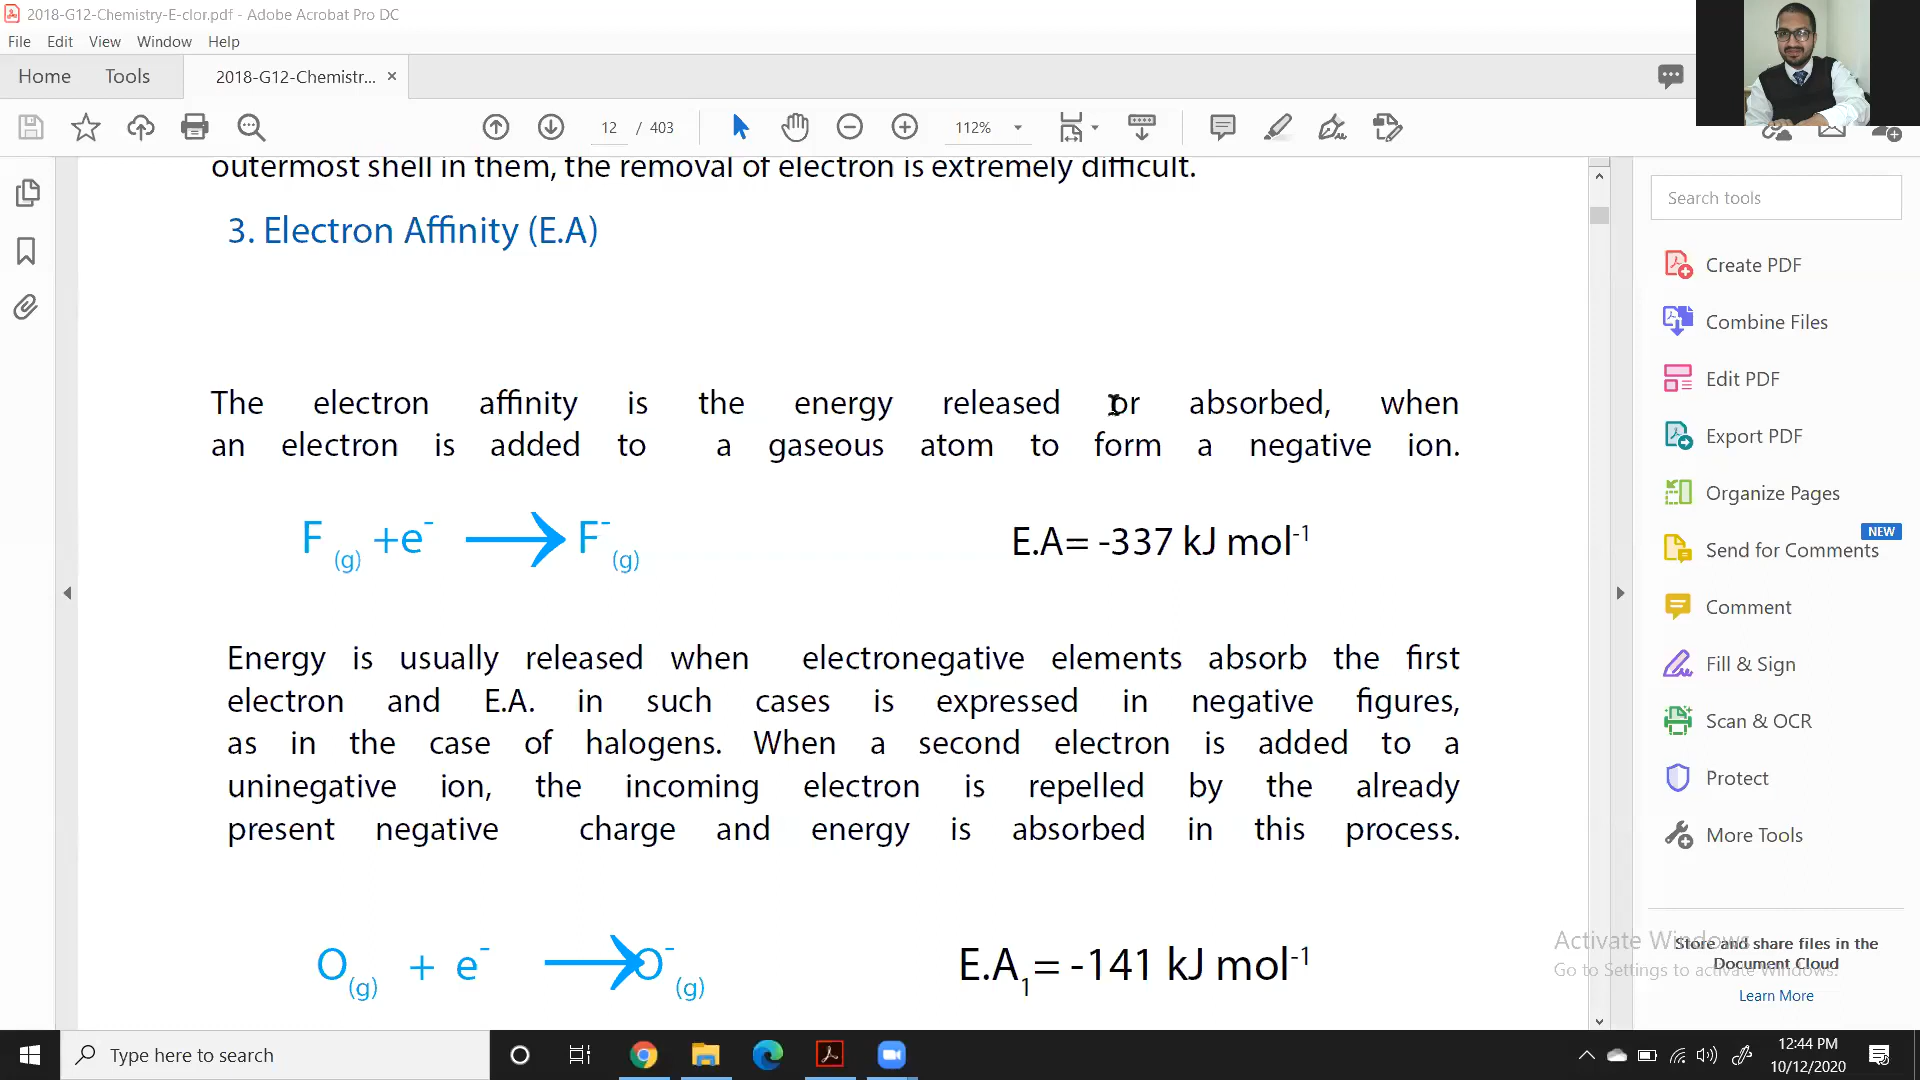 2018-G12-Chemistry-E-clor.pdf - Adobe Acrobat Pro DC
File Edit View Window Help
Home Tools 2018-G12-Chemistr... ×
12 / 403 112%
outermost shell in them, the removal of electron is extremely difficult.
3. Electron Affinity (E.A)
The electron affinity is the energy released or absorbed, when
an electron is added to a gaseous atom to form a negative ion.
F (g) +e- → F- (g) E.A= -337 kJ mol-1
Energy is usually released when electronegative elements absorb the first
electron and E.A. in such cases is expressed in negative figures,
as in the case of halogens. When a second electron is added to a
uninegative ion, the incoming electron is repelled by the already
present negative charge and energy is absorbed in this process.
O(g) + e- → O- (g) E.A1= -141 kJ mol-1
Search tools
Create PDF
Combine Files
Edit PDF
Export PDF
Organize Pages
NEW
Send for Comments
Comment
Fill & Sign
Scan & OCR
Protect
More Tools
Activate Windows
Go to Settings to activate Windows.
Store and share files in the
Document Cloud
Learn More
Type here to search
12:44 PM
10/12/2020